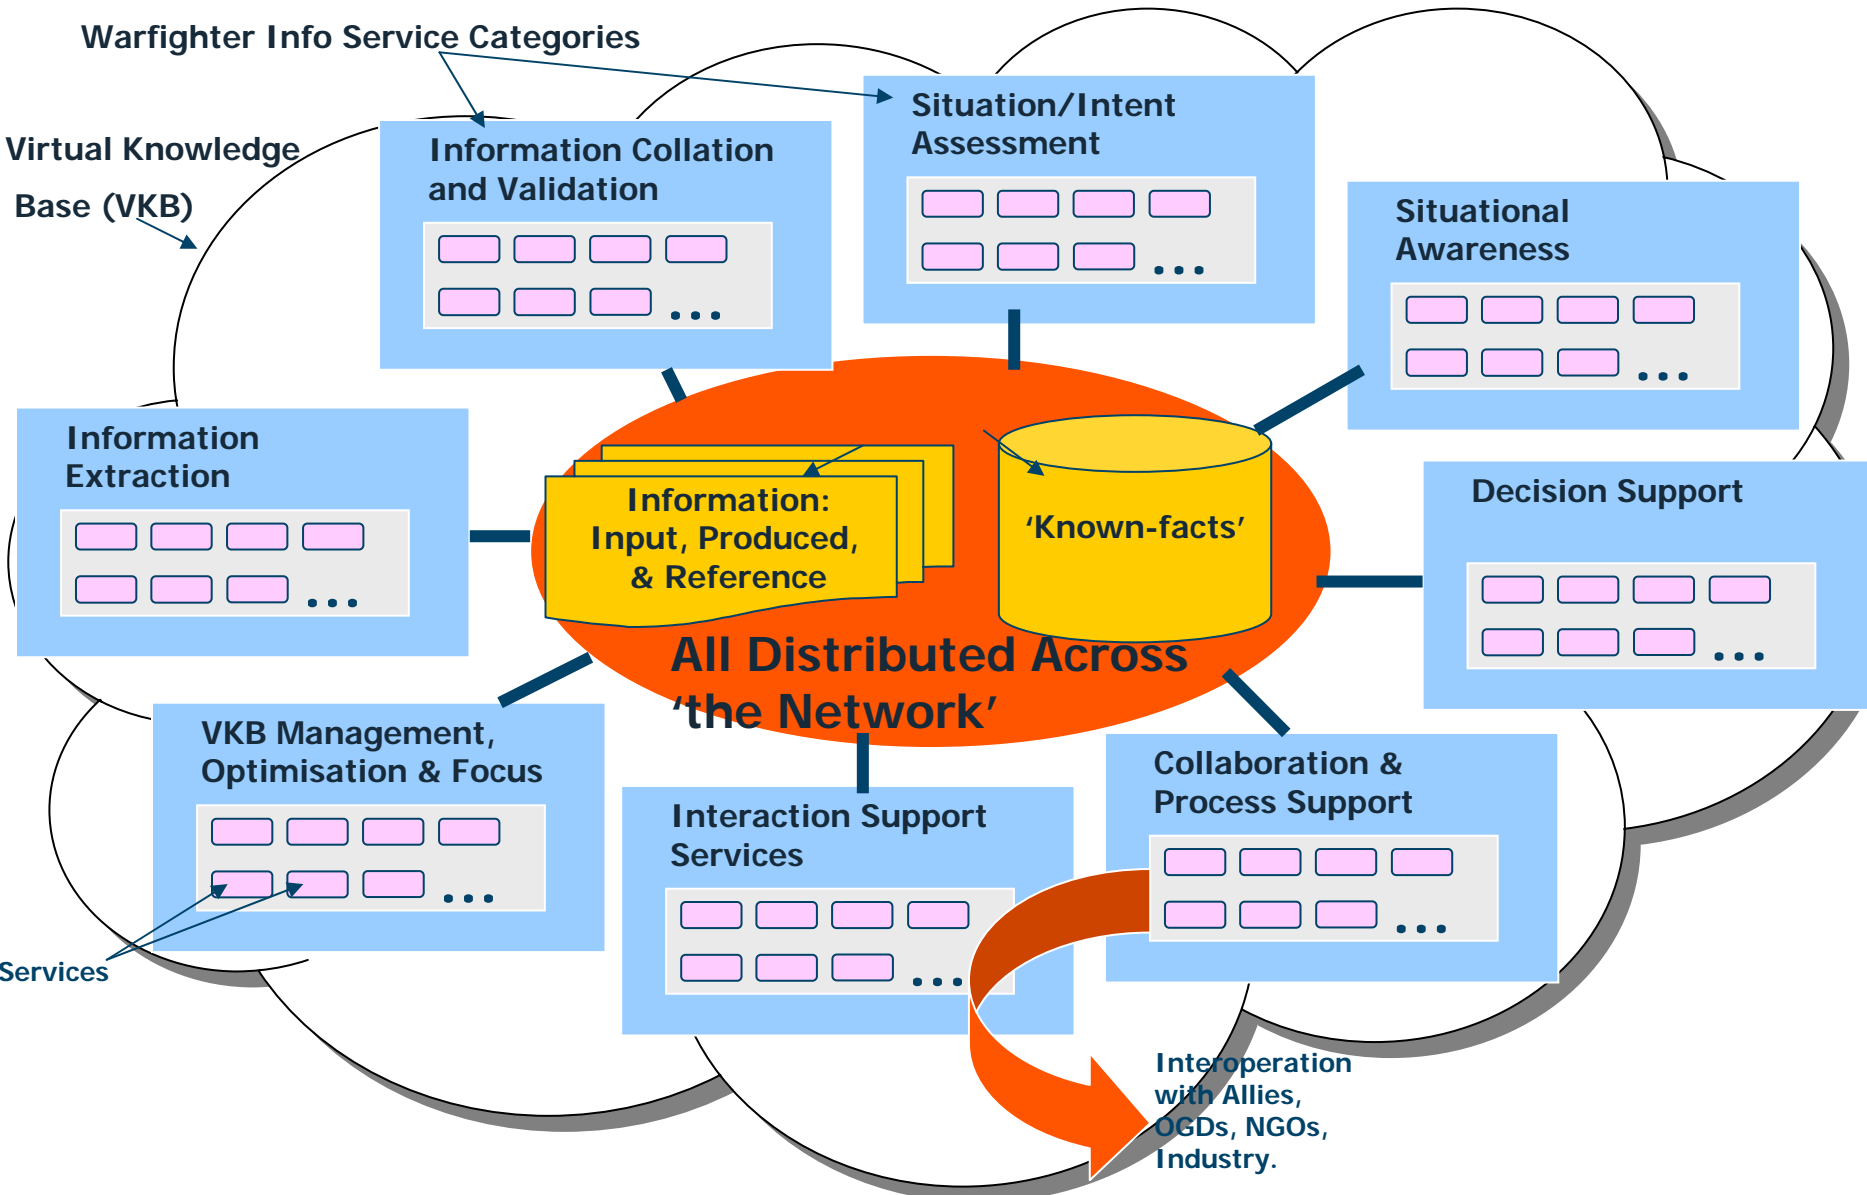 Warfighter Info Service Categories
Virtual Knowledge
Base (VKB)
Information Collation
and Validation
Situation/Intent
Assessment
Situational
Awareness
Information
Extraction
Information:
Input, Produced,
& Reference
‘Known-facts’
Decision Support
All Distributed Across
‘the Network’
VKB Management,
Optimisation & Focus
Interaction Support
Services
Collaboration &
Process Support
Services
Interoperation
with Allies,
OGDs, NGOs,
Industry.